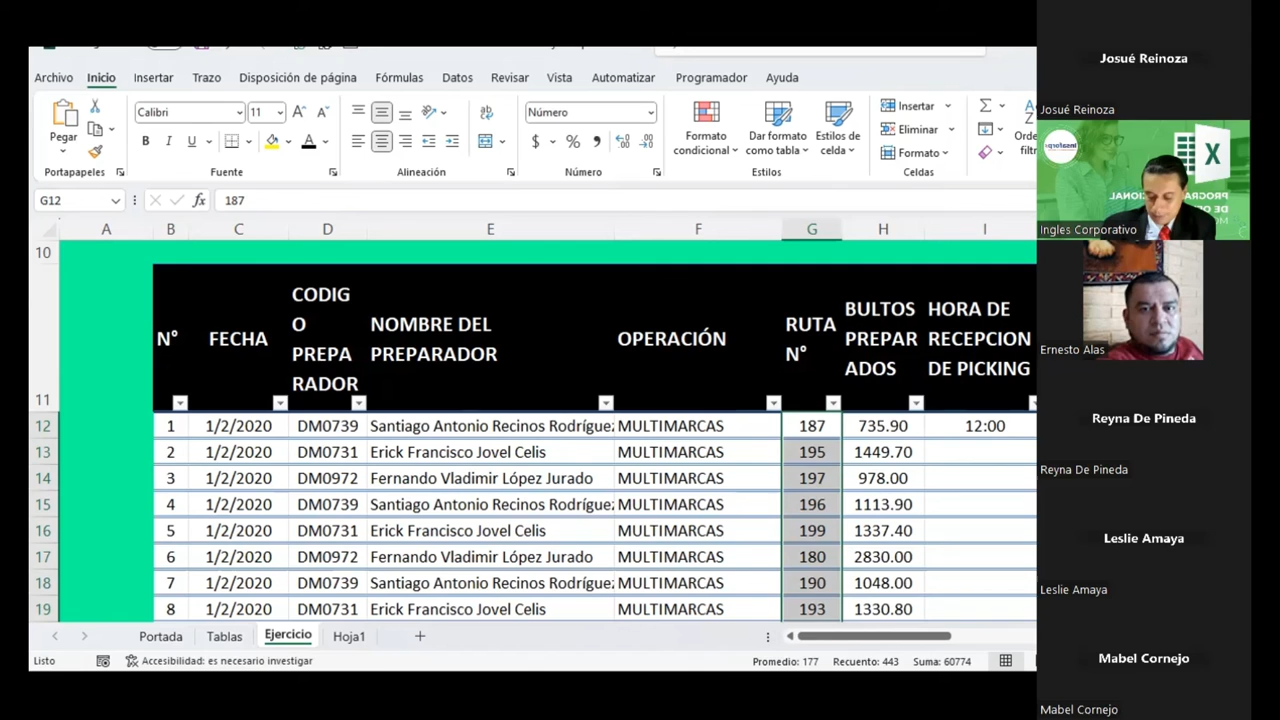 Archivo Inicio Insertar Trazo Disposición de página Fórmulas Datos Revisar Vista Automatizar Programador Ayuda
Calibri 11 Número Insertar
Pegar Formato condicional Dar formato como tabla Estilos de celda Eliminar Orde
N K S $ % Formato filtr
Portapapeles Fuente Alineación Número Estilos Celdas
G12 fx 187
A B C D E F G H I
10
11 N° FECHA CODIGO PREPARADOR NOMBRE DEL PREPARADOR OPERACIÓN RUTA N° BULTOS PREPARADOS HORA DE RECEPCION DE PICKING
12 1 1/2/2020 DM0739 Santiago Antonio Recinos Rodríguez MULTIMARCAS 187 735.90 12:00
13 2 1/2/2020 DM0731 Erick Francisco Jovel Celis MULTIMARCAS 195 1449.70
14 3 1/2/2020 DM0972 Fernando Vladimir López Jurado MULTIMARCAS 197 978.00
15 4 1/2/2020 DM0739 Santiago Antonio Recinos Rodríguez MULTIMARCAS 196 1113.90
16 5 1/2/2020 DM0731 Erick Francisco Jovel Celis MULTIMARCAS 199 1337.40
17 6 1/2/2020 DM0972 Fernando Vladimir López Jurado MULTIMARCAS 180 2830.00
18 7 1/2/2020 DM0739 Santiago Antonio Recinos Rodríguez MULTIMARCAS 190 1048.00
19 8 1/2/2020 DM0731 Erick Francisco Jovel Celis MULTIMARCAS 193 1330.80
Portada Tablas Ejercicio Hoja1
Listo Accesibilidad: es necesario investigar Promedio: 177 Recuento: 443 Suma: 60774
Josué Reinoza
Josué Reinoza
Ingles Corporativo
Ernesto Alas
Reyna De Pineda
Reyna De Pineda
Leslie Amaya
Leslie Amaya
Mabel Cornejo
Mabel Cornejo